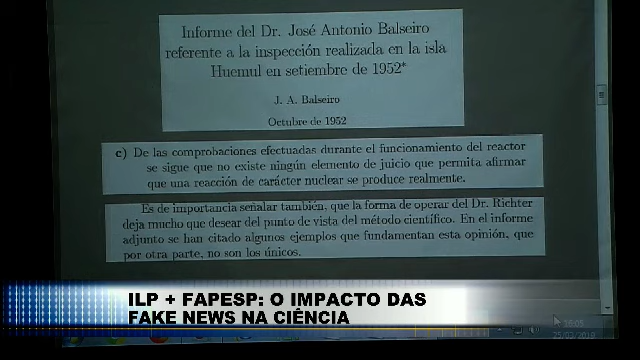 Informe del Dr. José Antonio Balseiro
referente a la inspección realizada en la isla
Huemul en setiembre de 1952*
J. A. Balseiro
Octubre de 1952
c) De las comprobaciones efectuadas durante el funcionamiento del reactor
se sigue que no existe ningún elemento de juicio que permita afirmar
que una reacción de carácter nuclear se produce realmente.
Es de importancia señalar también, que la forma de operar del Dr. Richter
deja mucho que desear del punto de vista del método científico. En el informe
adjunto se han citado algunos ejemplos que fundamentan esta opinión, que
por otra parte, no son los únicos.
ILP + FAPESP: O IMPACTO DAS
FAKE NEWS NA CIÊNCIA
16:05
25/03/2019